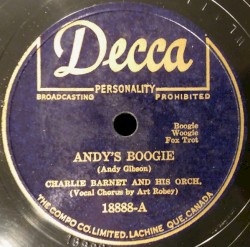 Decca
PERSONALITY
BROADCASTING PROHIBITED
Boogie
Woogie
Fox Trot
ANDY'S BOOGIE
(Andy Gibson)
CHARLIE BARNET AND HIS ORCH.
(Vocal Chorus by Art Robey)
18888-A
THE COMPO CO. LIMITED. LACHINE QUE. CANADA